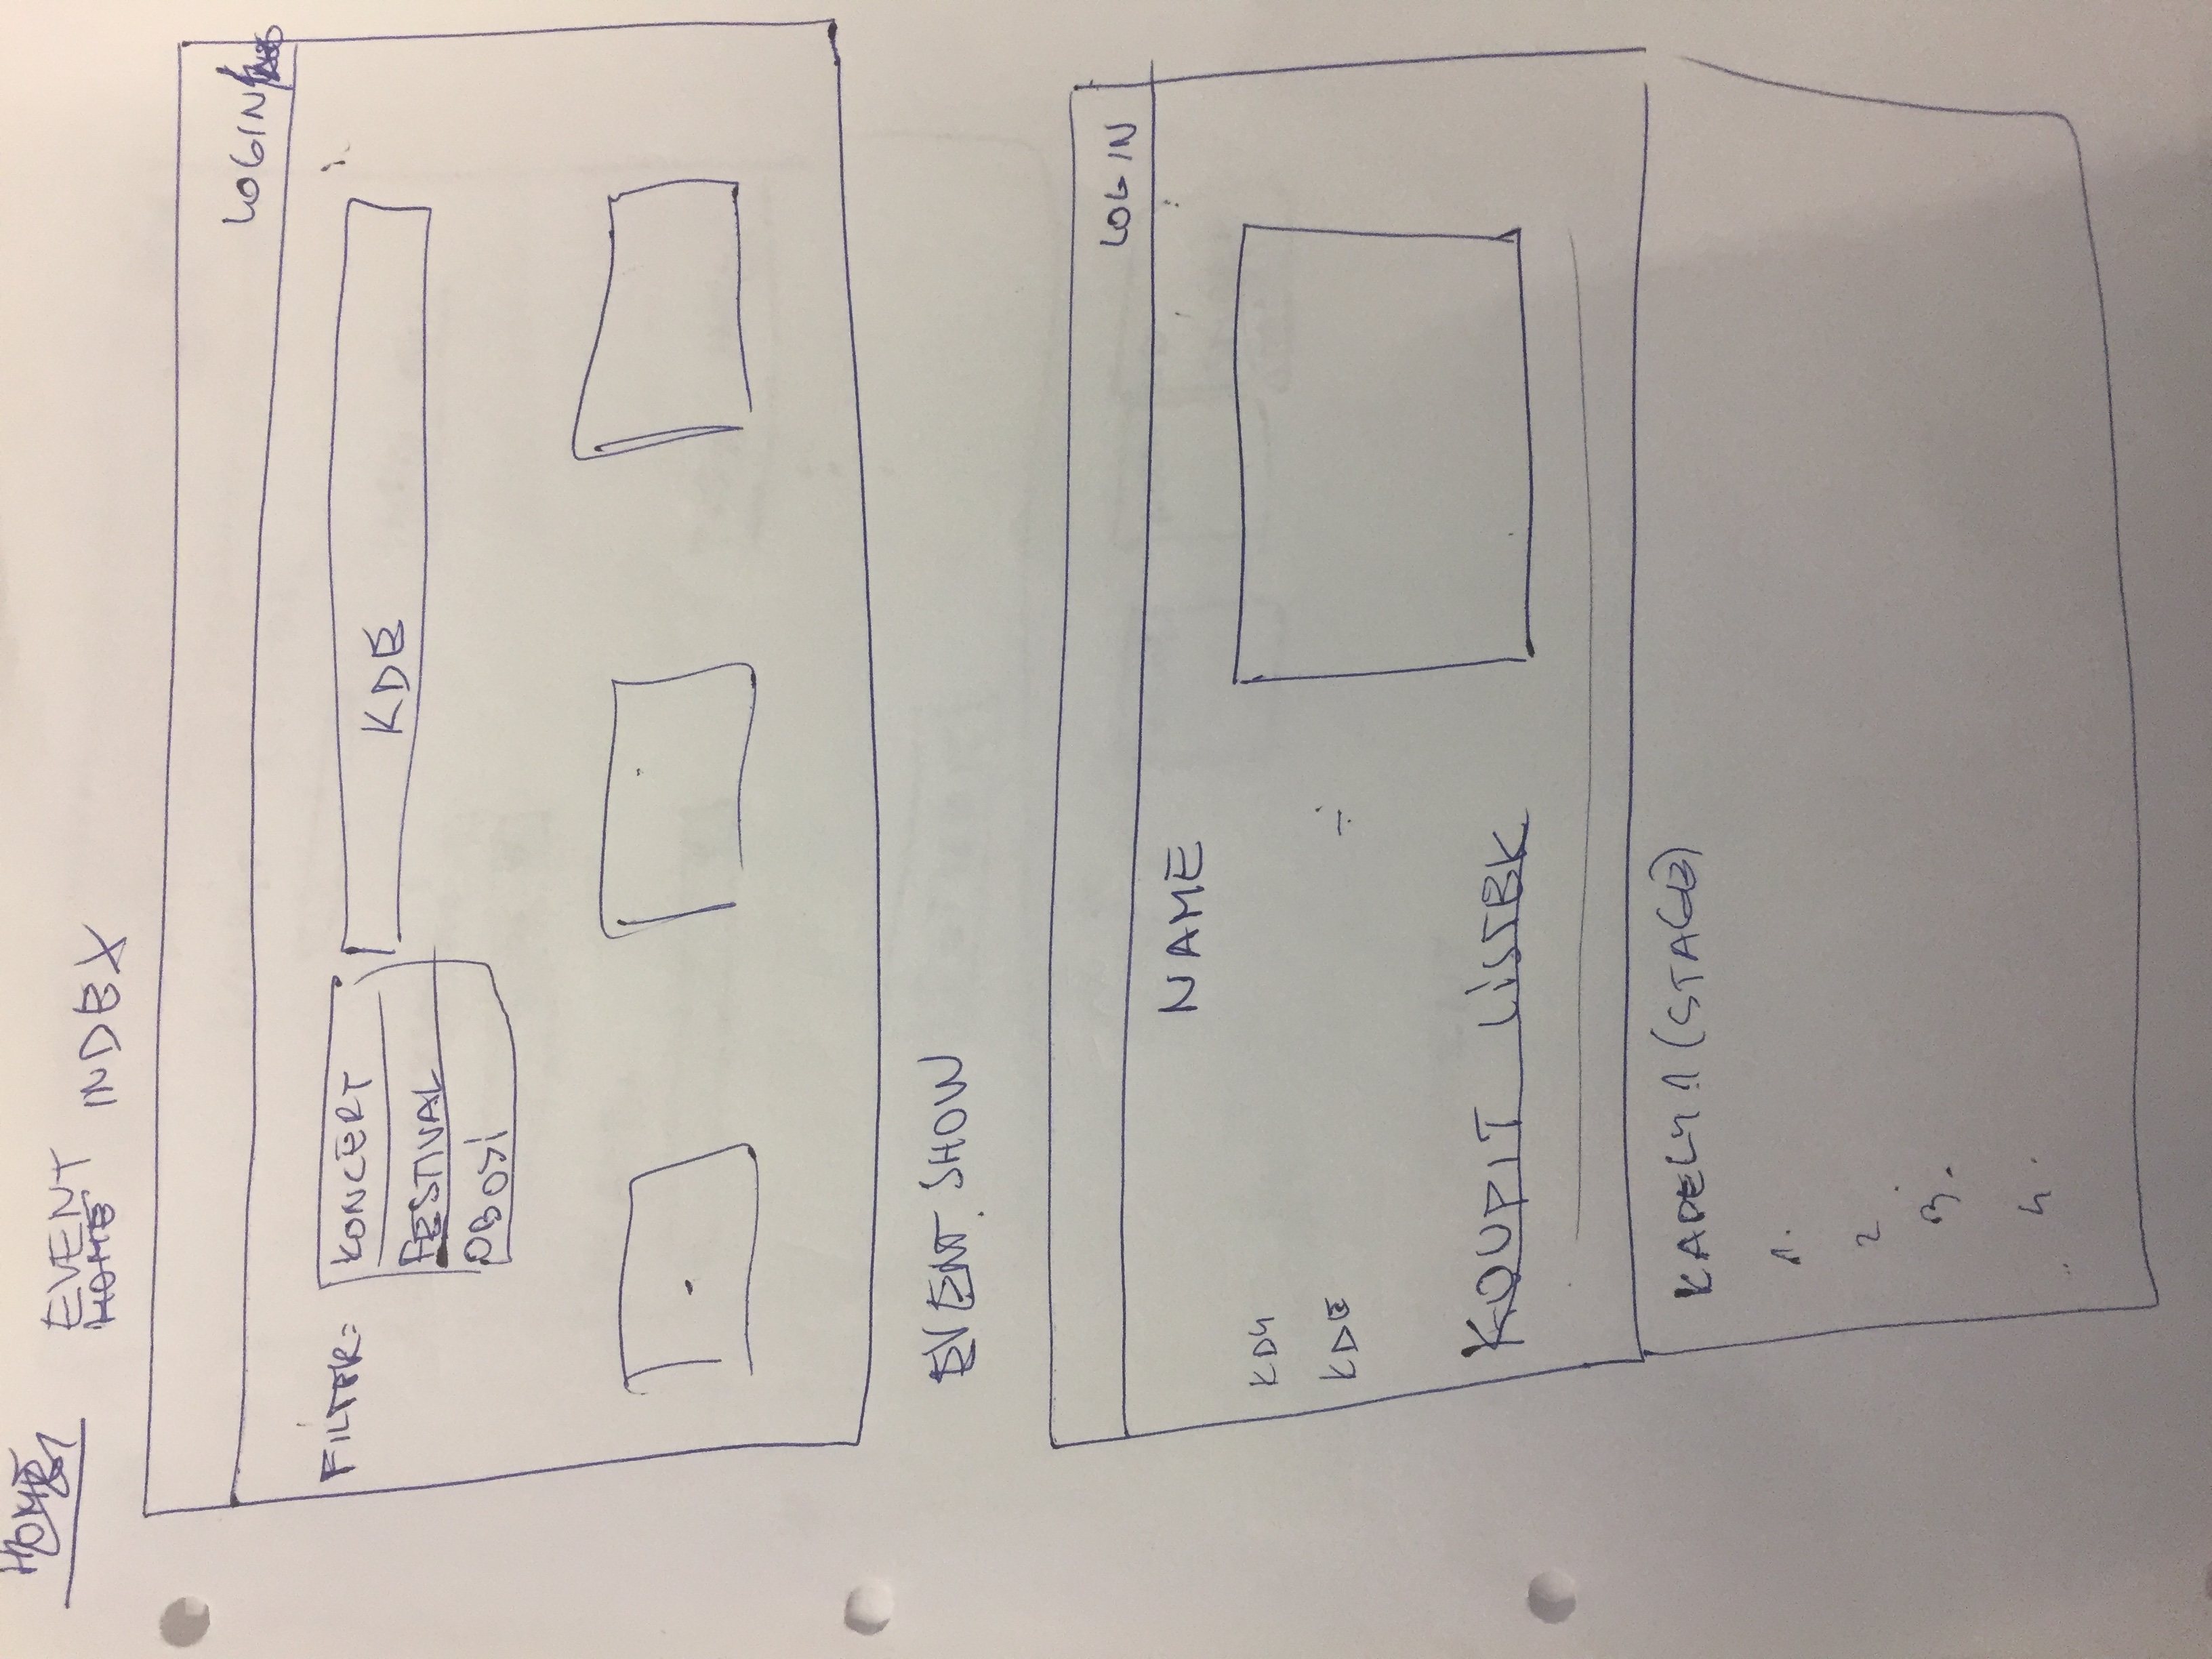 HOME
EVENT
HOME INDEX
LOGIN
FILTER: KONCERT KDE
FESTIVAL
OBOJÍ
EVENT SHOW
LOGIN
NAME
KDY
KDE
KOUPIT LÍSTEK
KAPELY 1 (STAGE)
1.
2.
3.
4.